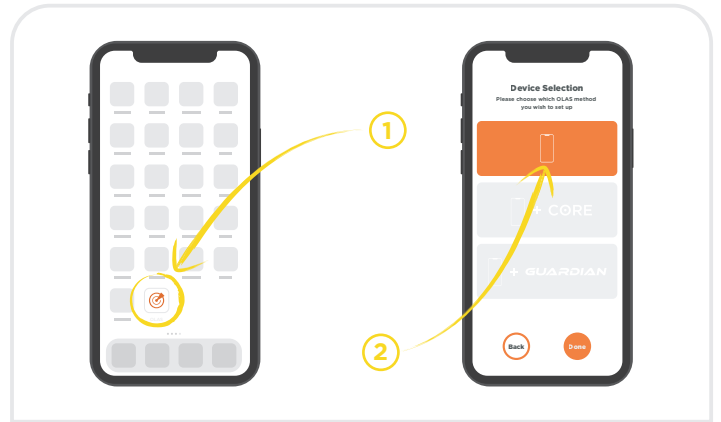 1
Device Selection
Please choose which OLAS method
you wish to set up
+ CORE
+ GUARDIAN
2
Back
Done